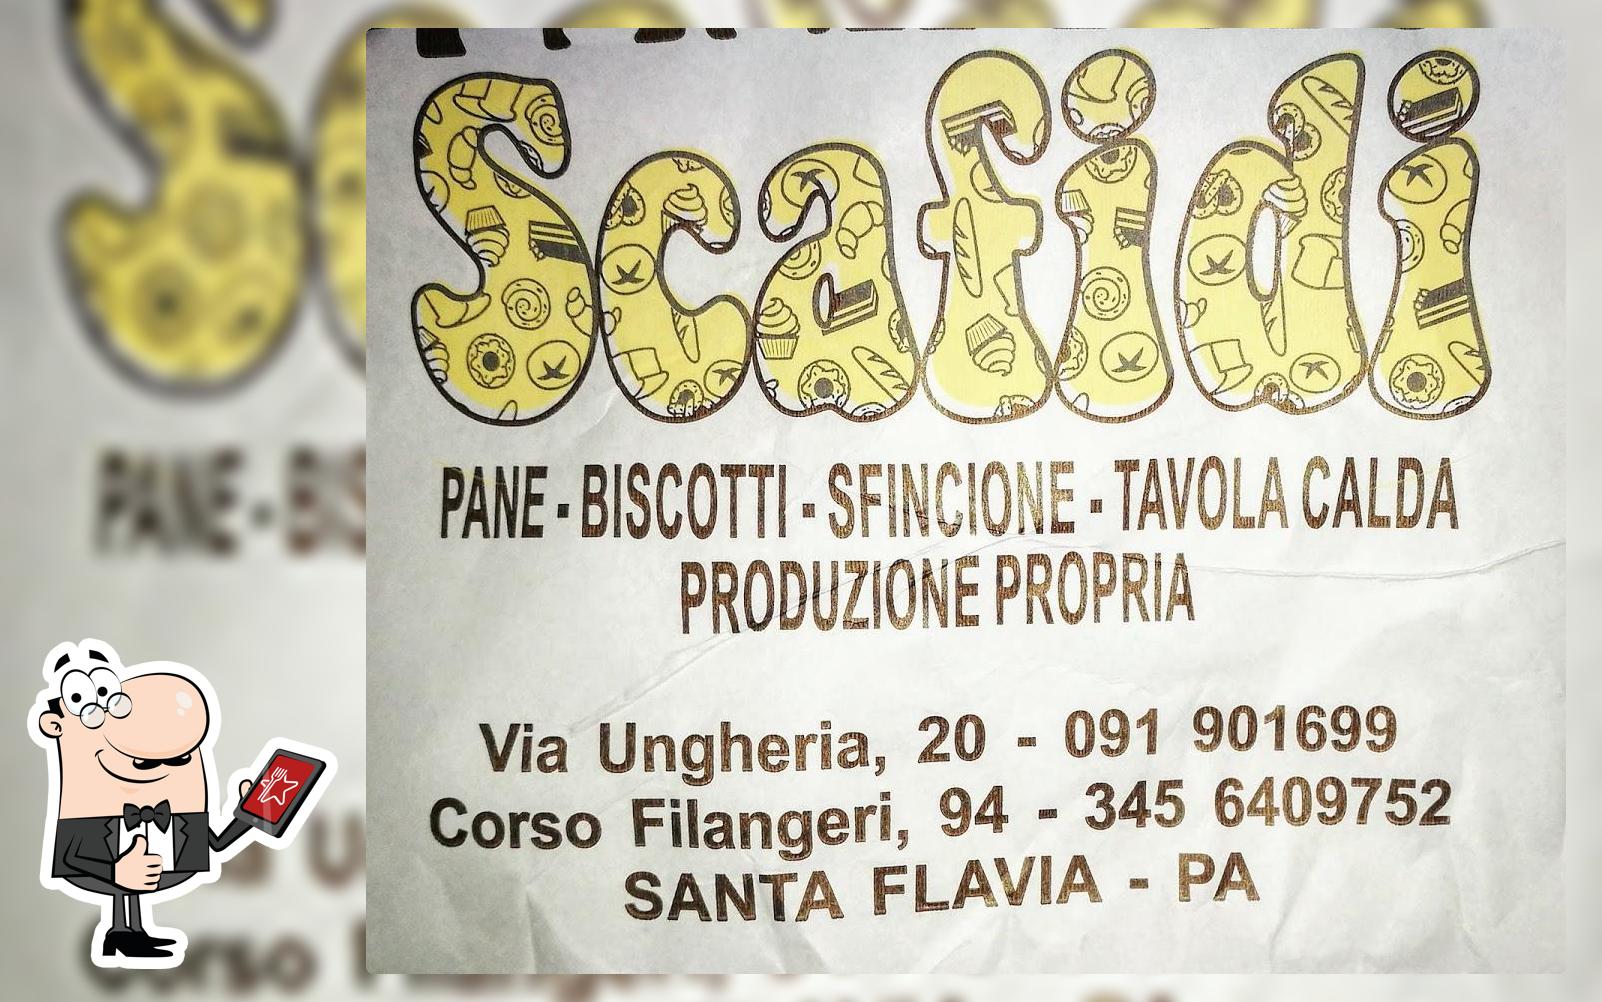 Scafidi
PANE - BISCOTTI - SFINCIONE - TAVOLA CALDA
PRODUZIONE PROPRIA
Via Ungheria, 20 - 091 901699
Corso Filangeri, 94 - 345 6409752
SANTA FLAVIA - PA